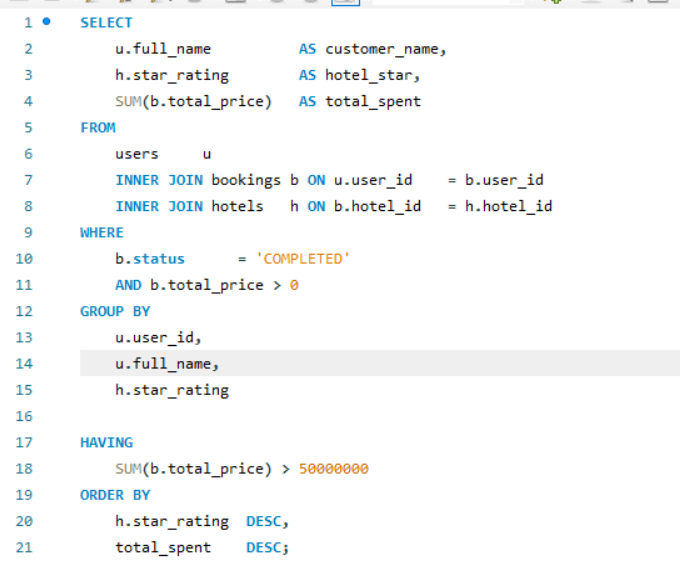 1 SELECT
2 u.full_name AS customer_name,
3 h.star_rating AS hotel_star,
4 SUM(b.total_price) AS total_spent
5 FROM
6 users u
7 INNER JOIN bookings b ON u.user_id = b.user_id
8 INNER JOIN hotels h ON b.hotel_id = h.hotel_id
9 WHERE
10 b.status = 'COMPLETED'
11 AND b.total_price > 0
12 GROUP BY
13 u.user_id,
14 u.full_name,
15 h.star_rating
16
17 HAVING
18 SUM(b.total_price) > 50000000
19 ORDER BY
20 h.star_rating DESC,
21 total_spent DESC;